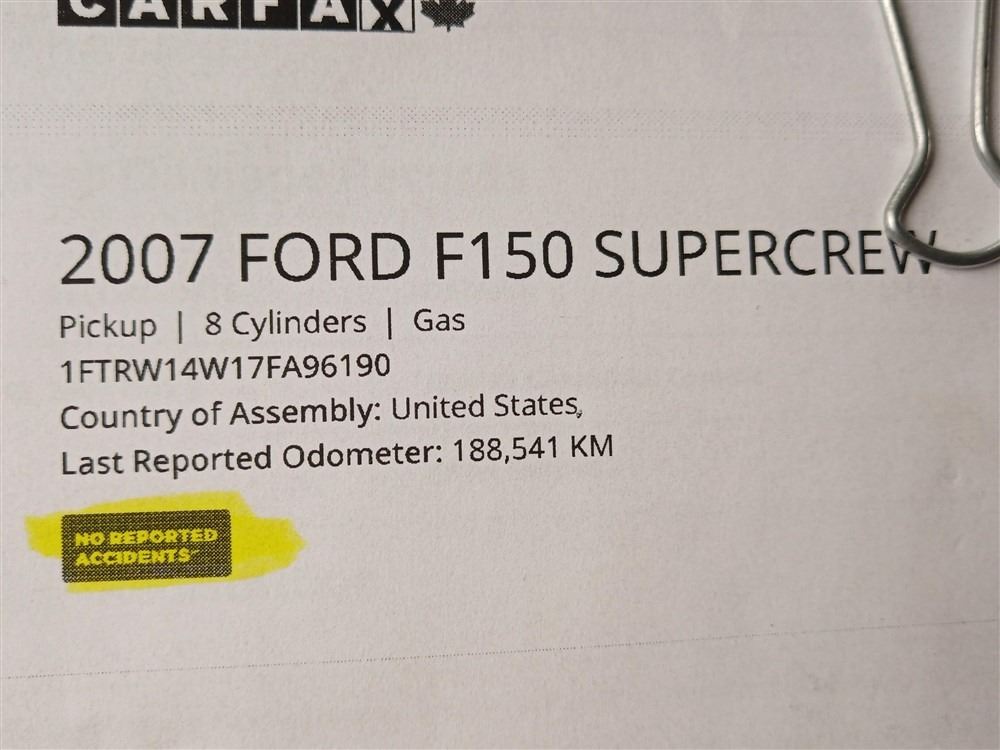 CARFAX
2007 FORD F150 SUPERCREW
Pickup | 8 Cylinders | Gas
1FTRW14W17FA96190
Country of Assembly: United States,
Last Reported Odometer: 188,541 KM
NO REPORTED
ACCIDENTS